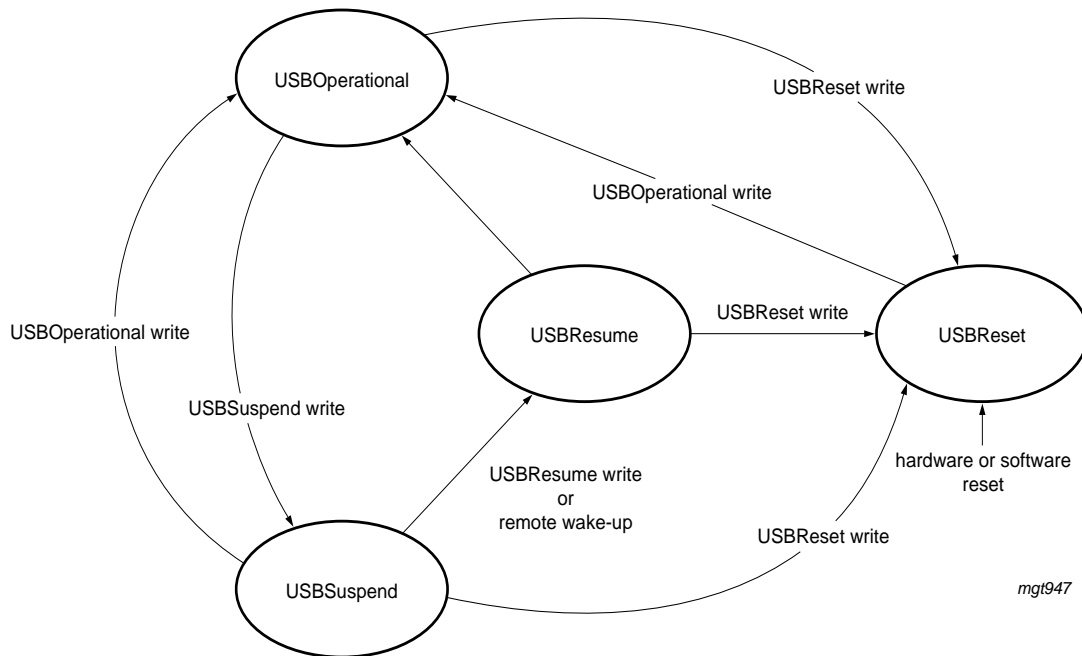 USBOperational
USBReset write
USBOperational write
USBOperational write
USBResume
USBReset write
USBReset
USBSuspend write
hardware or software
reset
USBResume write
or
remote wake-up
USBReset write
USBSuspend
mgt947